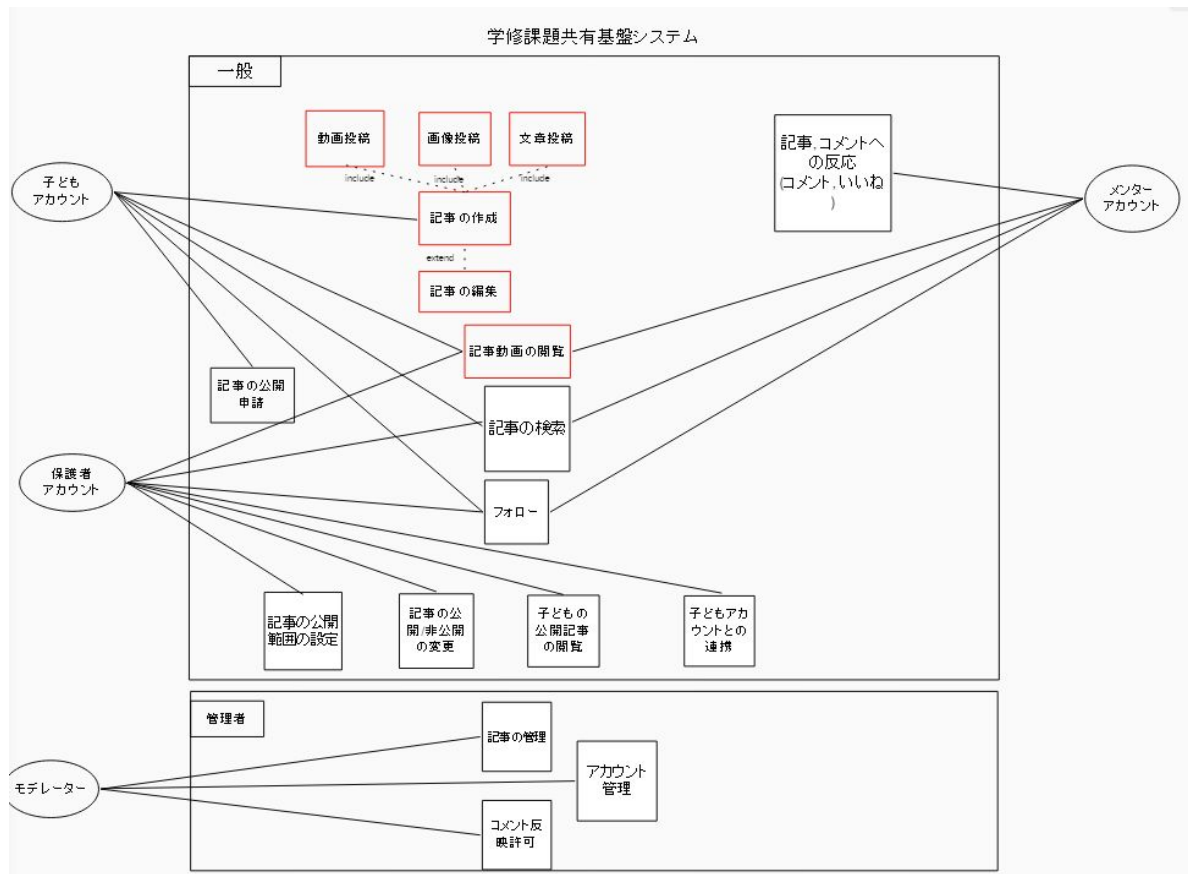 学修課題共有基盤システム
一般
動画投稿
画像投稿
文章投稿
include
include
include
記事,コメントへ
の反応
(コメント,いいね
)
子ども
アカウント
メンター
アカウント
記事の作成
extend
記事の編集
記事動画の閲覧
記事の公開
申請
記事の検索
保護者
アカウント
フォロー
記事の公開
範囲の設定
記事の公
開/非公開
の変更
子どもの
公開記事
の閲覧
子どもアカ
ウントとの
連携
管理者
記事の管理
モデレーター
アカウント
管理
コメント反
映許可